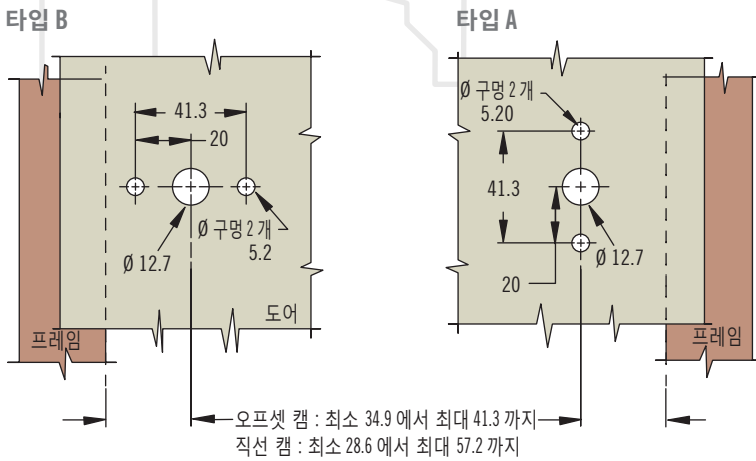 타입 B
타입 A
41.3
20
Ø 구멍 2 개
5.2
Ø 12.7
도어
프레임
Ø 구멍 2 개
5.20
41.3
20
Ø 12.7
프레임
오프셋 캠 : 최소 34.9 에서 최대 41.3 까지
직선 캠 : 최소 28.6 에서 최대 57.2 까지